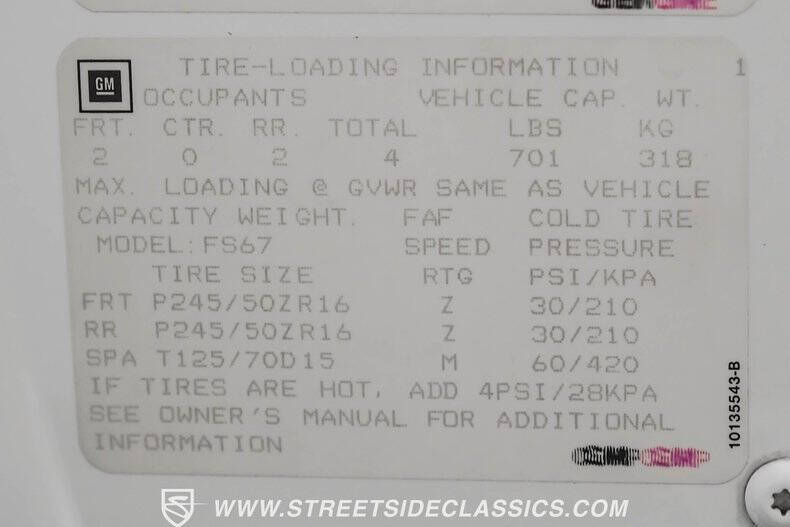 GM
TIRE-LOADING INFORMATION 1
OCCUPANTS VEHICLE CAP. WT.
FRT. CTR. RR. TOTAL LBS KG
2 0 2 4 701 318
MAX. LOADING @ GVWR SAME AS VEHICLE
CAPACITY WEIGHT. FAF COLD TIRE
MODEL:FS67 SPEED PRESSURE
TIRE SIZE RTG PSI/KPA
FRT P245/50ZR16 Z 30/210
RR P245/50ZR16 Z 30/210
SPA T125/70D15 M 60/420
IF TIRES ARE HOT, ADD 4PSI/28KPA
SEE OWNER'S MANUAL FOR ADDITIONAL
INFORMATION
10135543-B
WWW.STREETSIDECLASSICS.COM